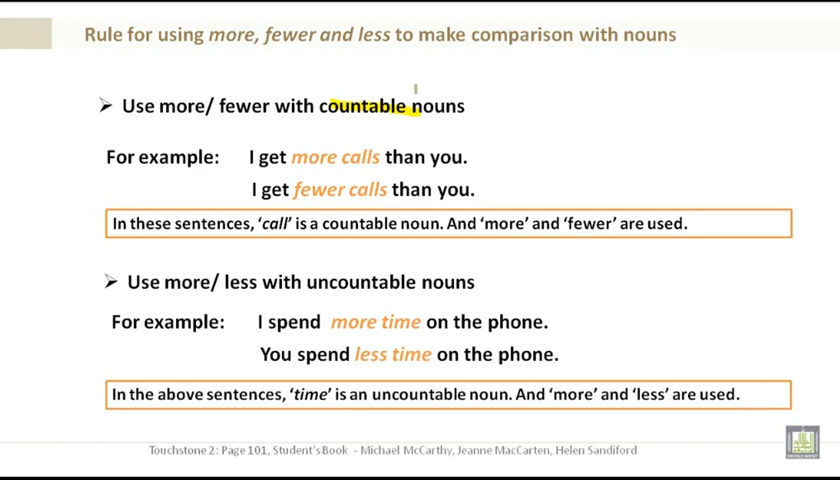 Rule for using more, fewer and less to make comparison with nouns
➢ Use more/ fewer with countable nouns
For example: I get more calls than you.
I get fewer calls than you.
In these sentences, ‘call’ is a countable noun. And ‘more’ and ‘fewer’ are used.
➢ Use more/ less with uncountable nouns
For example: I spend more time on the phone.
You spend less time on the phone.
In the above sentences, ‘time’ is an uncountable noun. And ‘more’ and ‘less’ are used.
Touchstone 2: Page 101, Student’s Book - Michael McCarthy, Jeanne MacCarten, Helen Sandiford